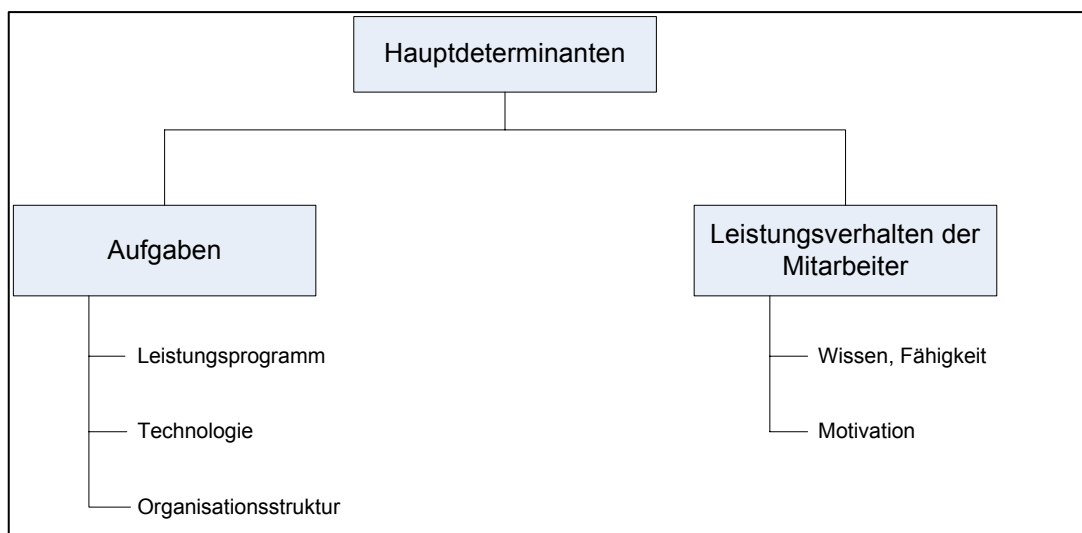 Hauptdeterminanten
Aufgaben
Leistungsprogramm
Technologie
Organisationsstruktur
Leistungsverhalten der
Mitarbeiter
Wissen, Fähigkeit
Motivation